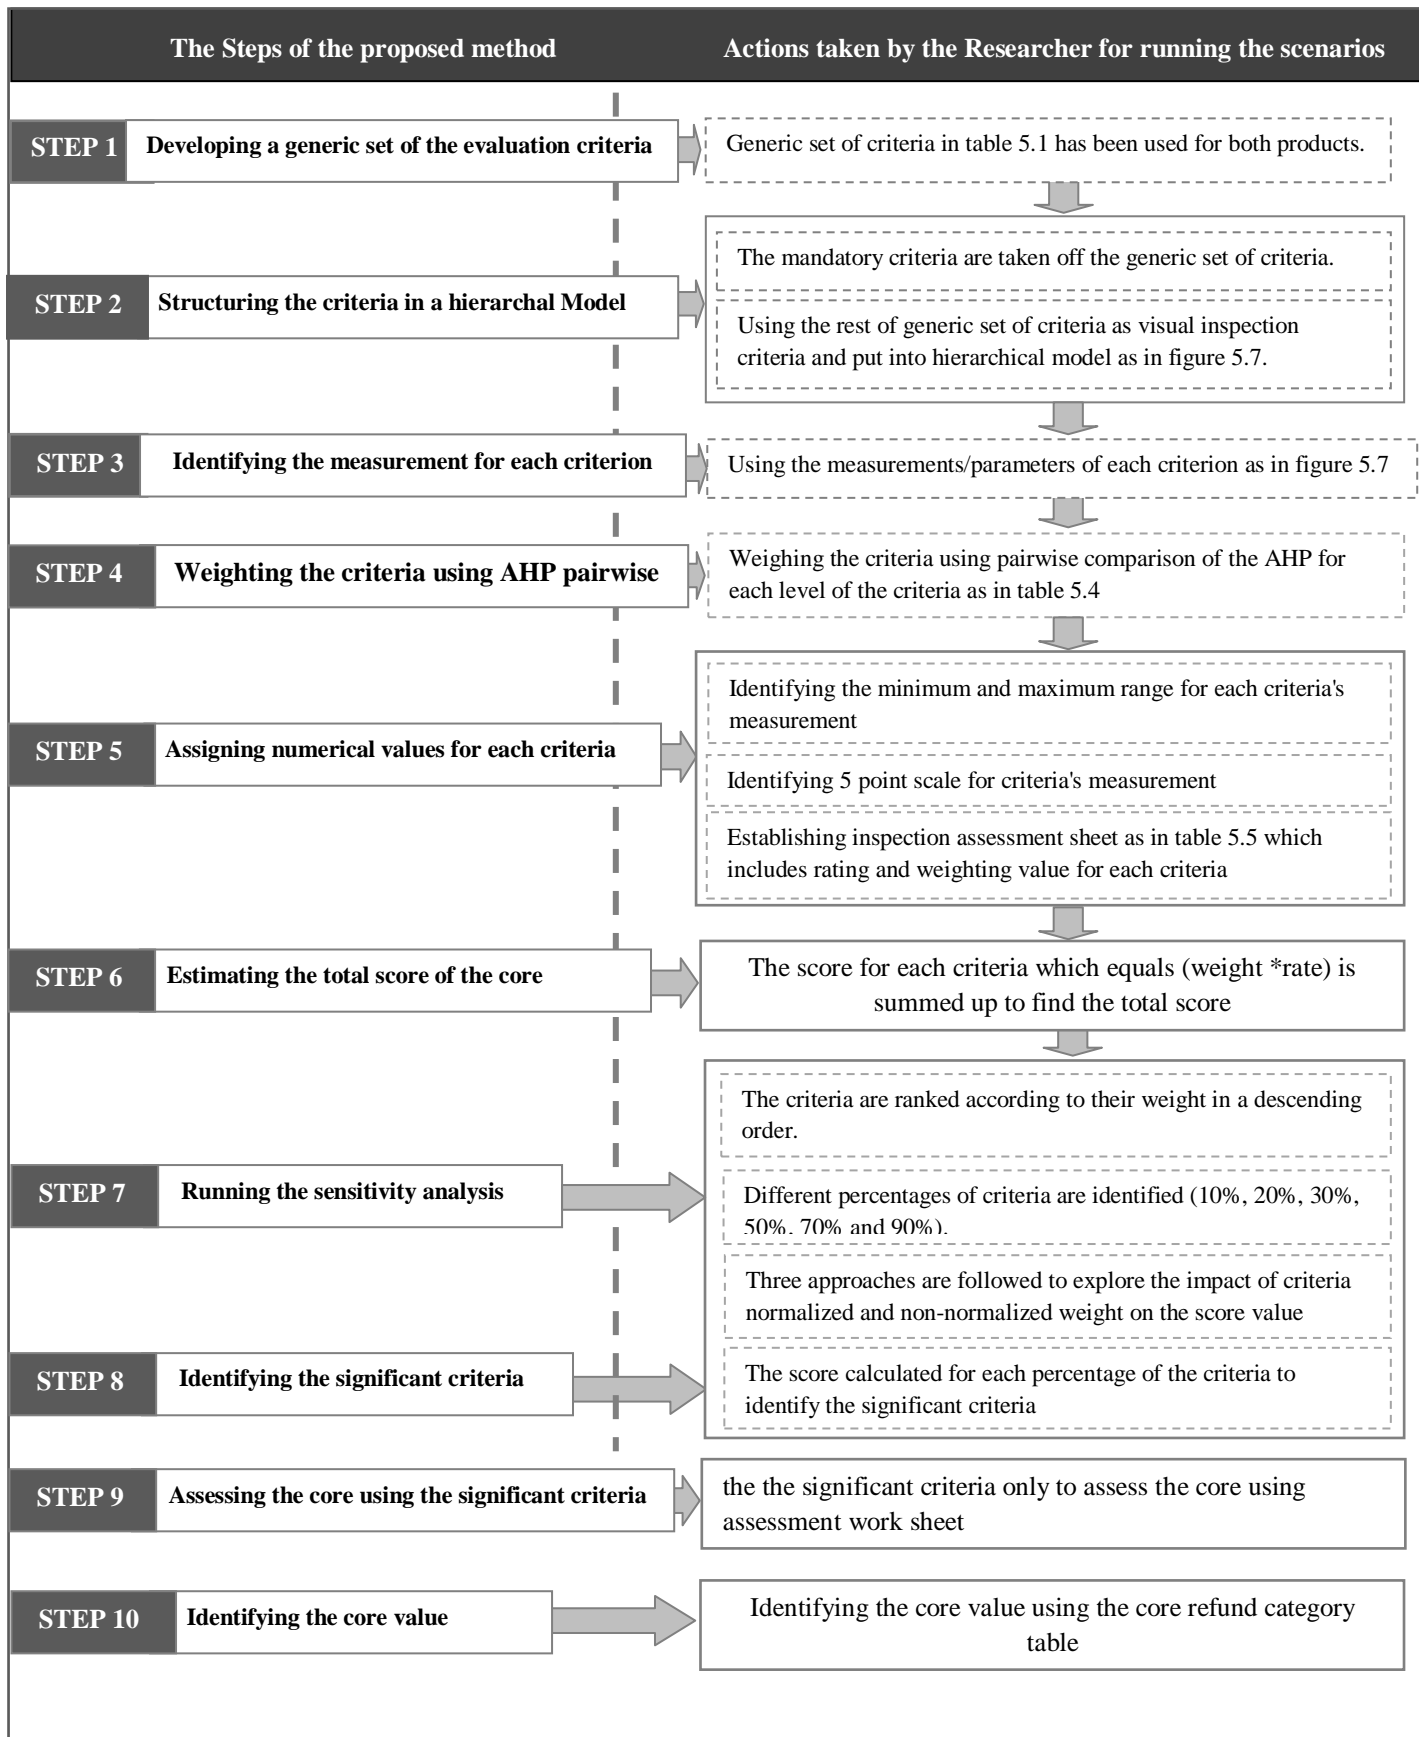 The Steps of the proposed method
Actions taken by the Researcher for running the scenarios
STEP 1
Developing a generic set of the evaluation criteria
Generic set of criteria in table 5.1 has been used for both products.
STEP 2
Structuring the criteria in a hierarchal Model
The mandatory criteria are taken off the generic set of criteria.
Using the rest of generic set of criteria as visual inspection
criteria and put into hierarchical model as in figure 5.7.
STEP 3
Identifying the measurement for each criterion
Using the measurements/parameters of each criterion as in figure 5.7
STEP 4
Weighting the criteria using AHP pairwise
Weighing the criteria using pairwise comparison of the AHP for
each level of the criteria as in table 5.4
STEP 5
Assigning numerical values for each criteria
Identifying the minimum and maximum range for each criteria's
measurement
Identifying 5 point scale for criteria's measurement
Establishing inspection assessment sheet as in table 5.5 which
includes rating and weighting value for each criteria
STEP 6
Estimating the total score of the core
The score for each criteria which equals (weight *rate) is
summed up to find the total score
STEP 7
Running the sensitivity analysis
The criteria are ranked according to their weight in a descending
order.
Different percentages of criteria are identified (10%, 20%, 30%,
50%, 70% and 90%).
Three approaches are followed to explore the impact of criteria
normalized and non-normalized weight on the score value
STEP 8
Identifying the significant criteria
The score calculated for each percentage of the criteria to
identify the significant criteria
STEP 9
Assessing the core using the significant criteria
the the significant criteria only to assess the core using
assessment work sheet
STEP 10
Identifying the core value
Identifying the core value using the core refund category
table